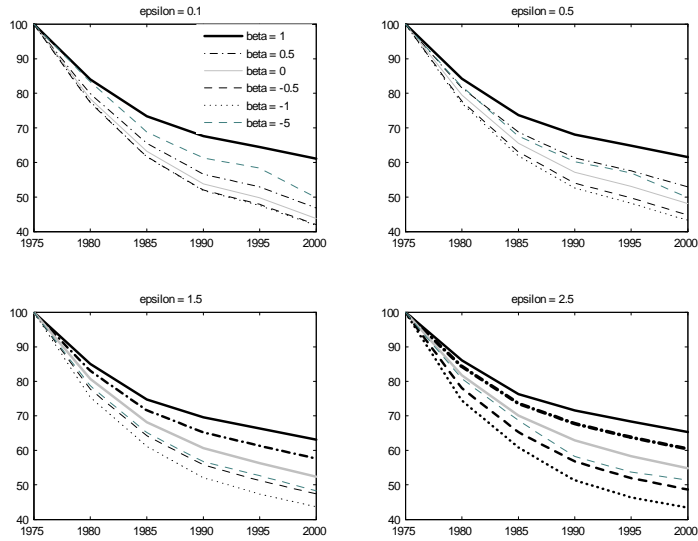 epsilon = 0.1
100
90
80
70
60
50
40
1975 1980 1985 1990 1995 2000
beta = 1
beta = 0.5
beta = 0
beta = -0.5
beta = -1
beta = -5
epsilon = 0.5
100
90
80
70
60
50
40
1975 1980 1985 1990 1995 2000
epsilon = 1.5
100
90
80
70
60
50
40
1975 1980 1985 1990 1995 2000
epsilon = 2.5
100
90
80
70
60
50
40
1975 1980 1985 1990 1995 2000